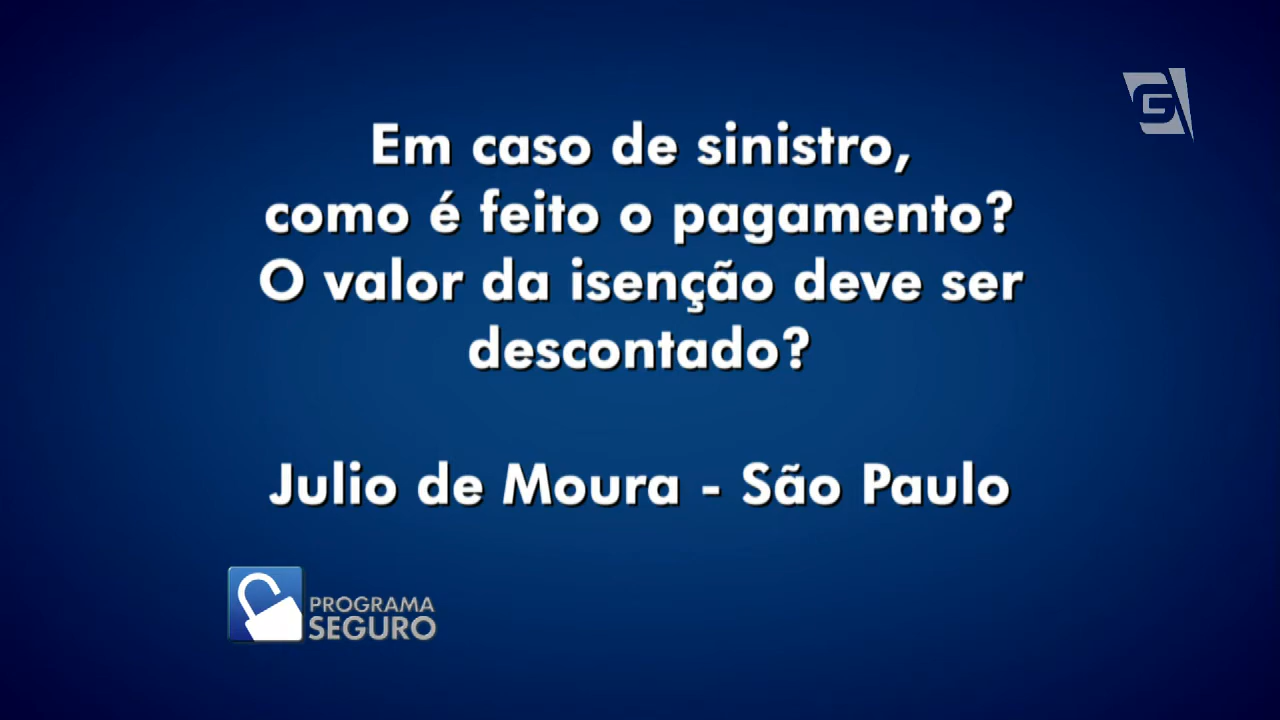 Em caso de sinistro,
como é feito o pagamento?
O valor da isenção deve ser
descontado?
Julio de Moura - São Paulo
PROGRAMA
SEGURO